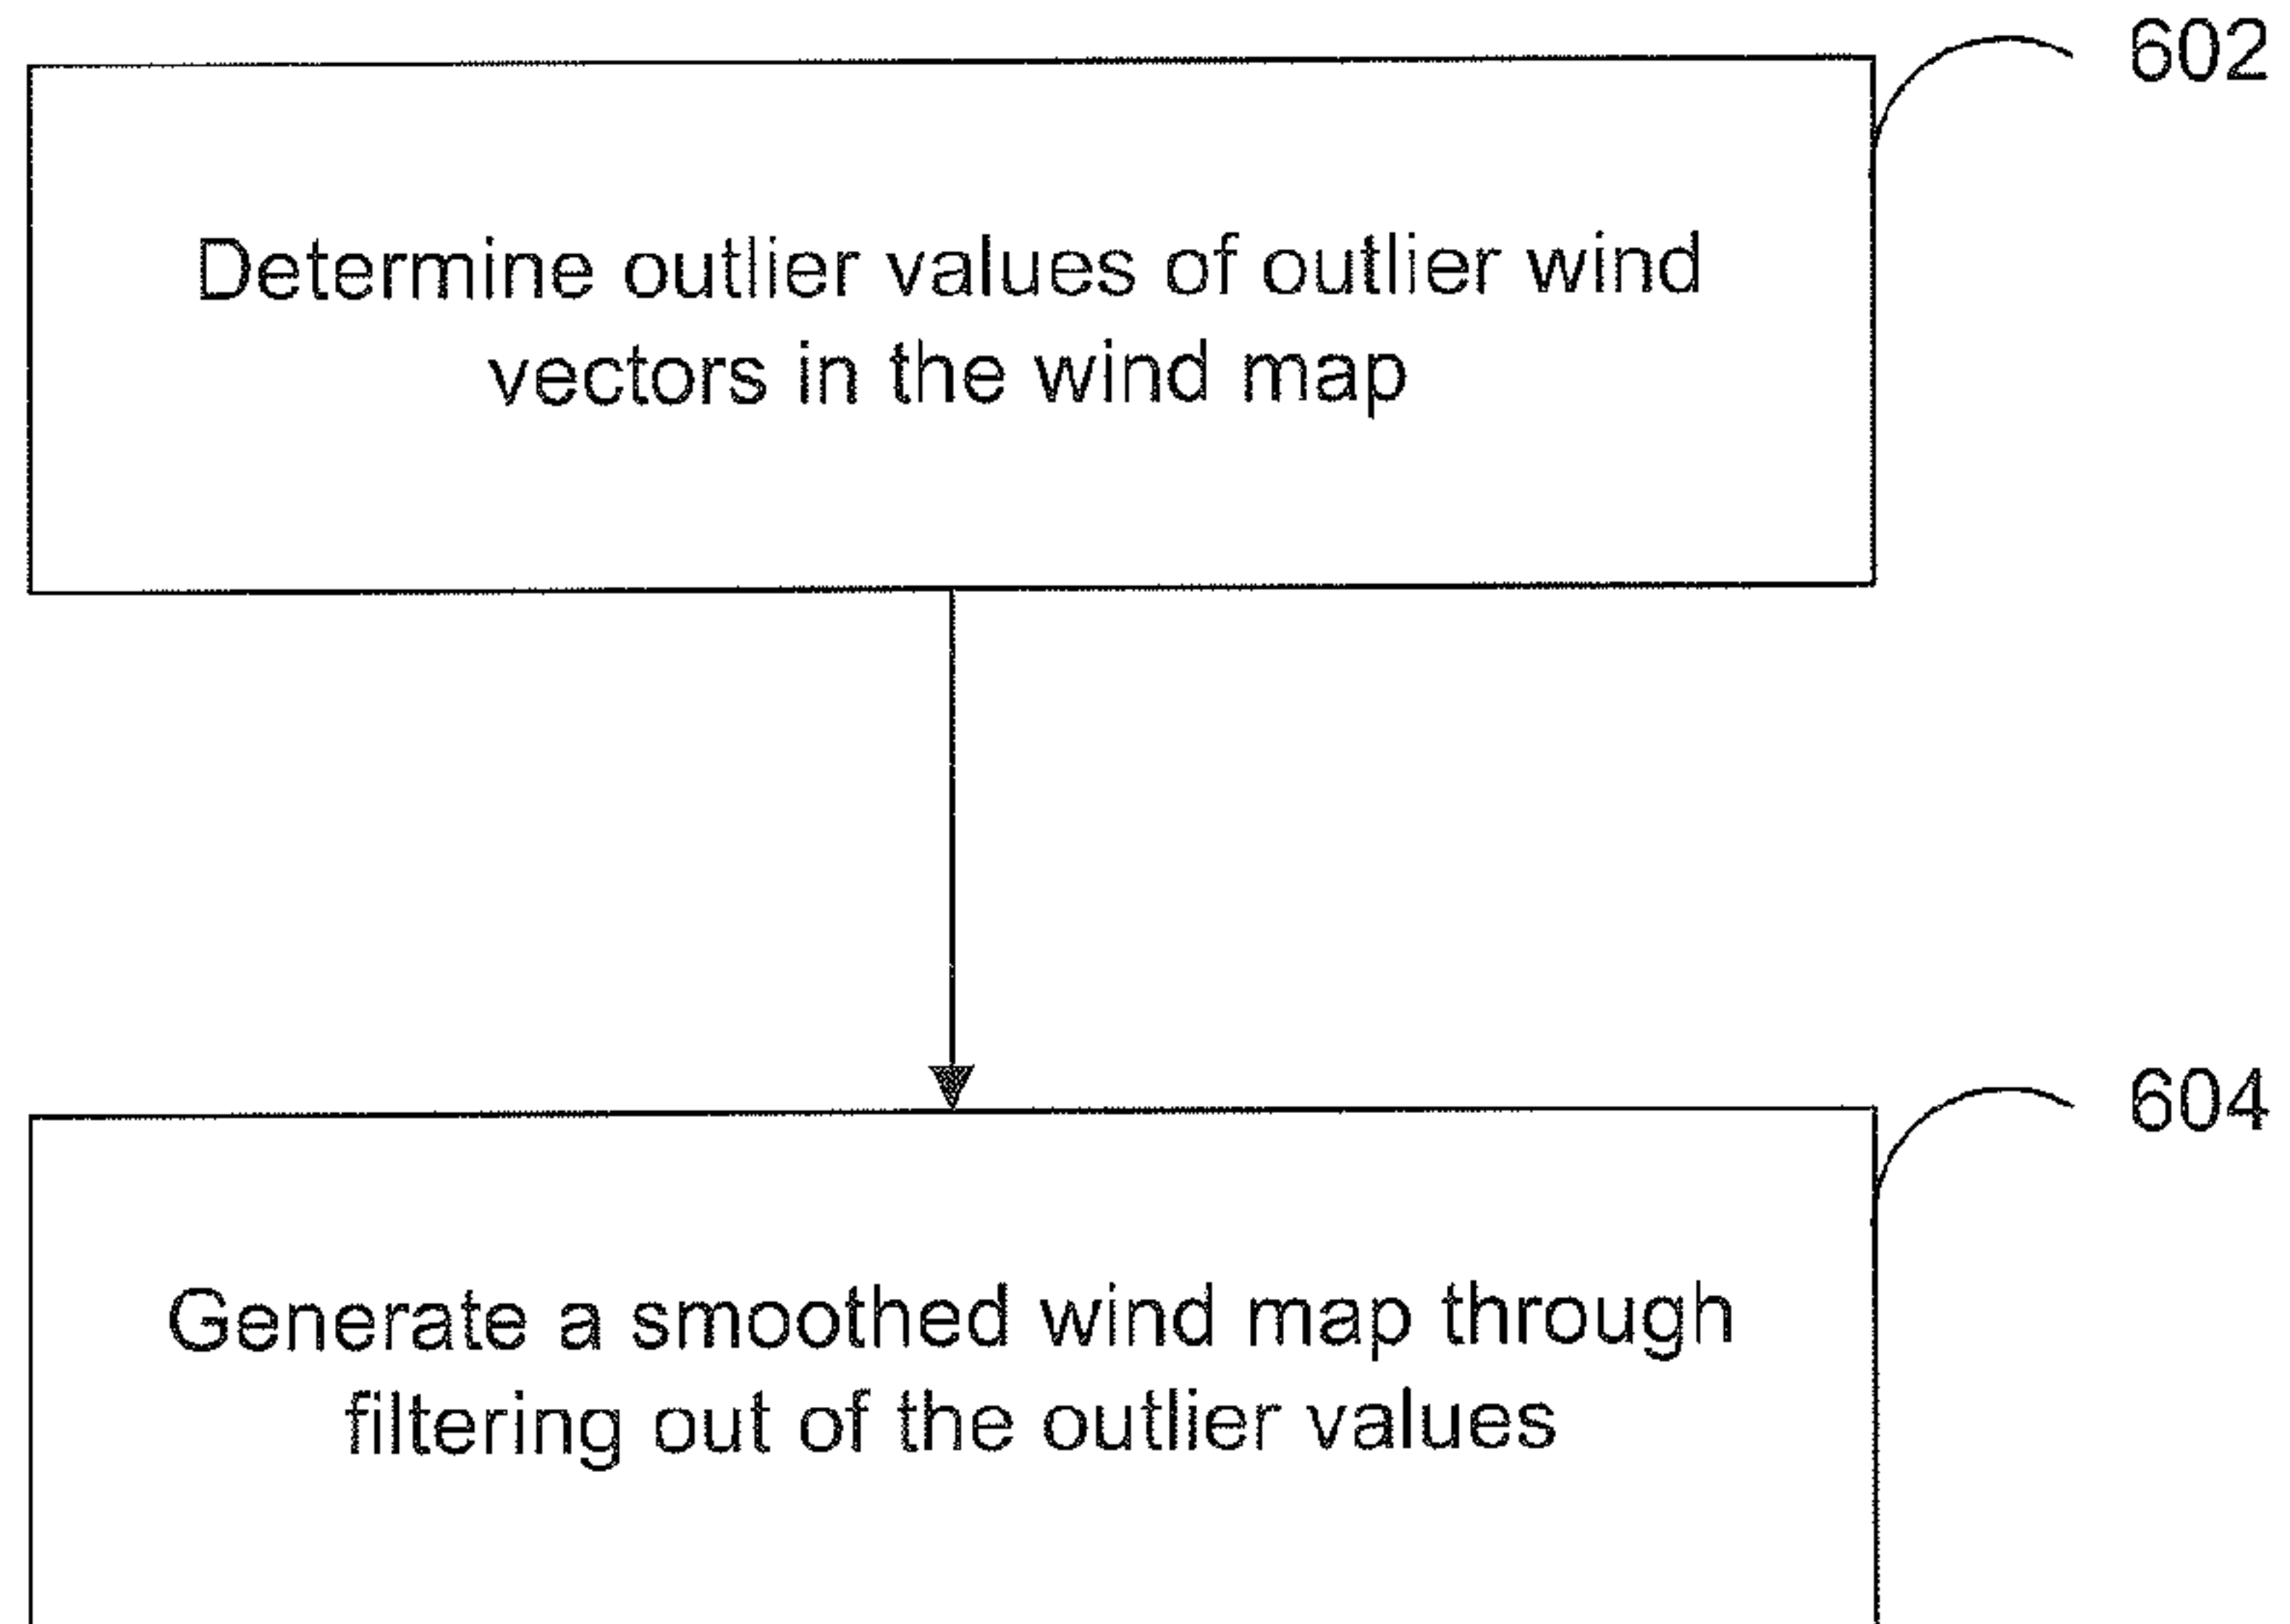 602
Determine outlier values of outlier wind
vectors in the wind map
604
Generate a smoothed wind map through
filtering out of the outlier values